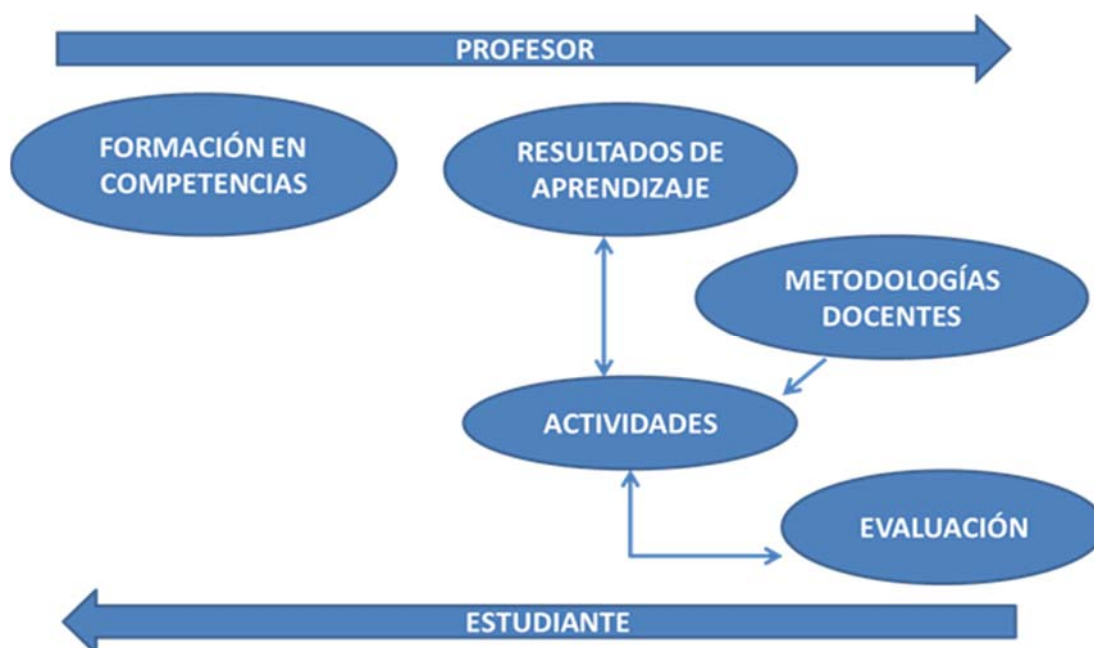 PROFESOR
FORMACIÓN EN
COMPETENCIAS
RESULTADOS DE
APRENDIZAJE
METODOLOGÍAS
DOCENTES
ACTIVIDADES
EVALUACIÓN
ESTUDIANTE